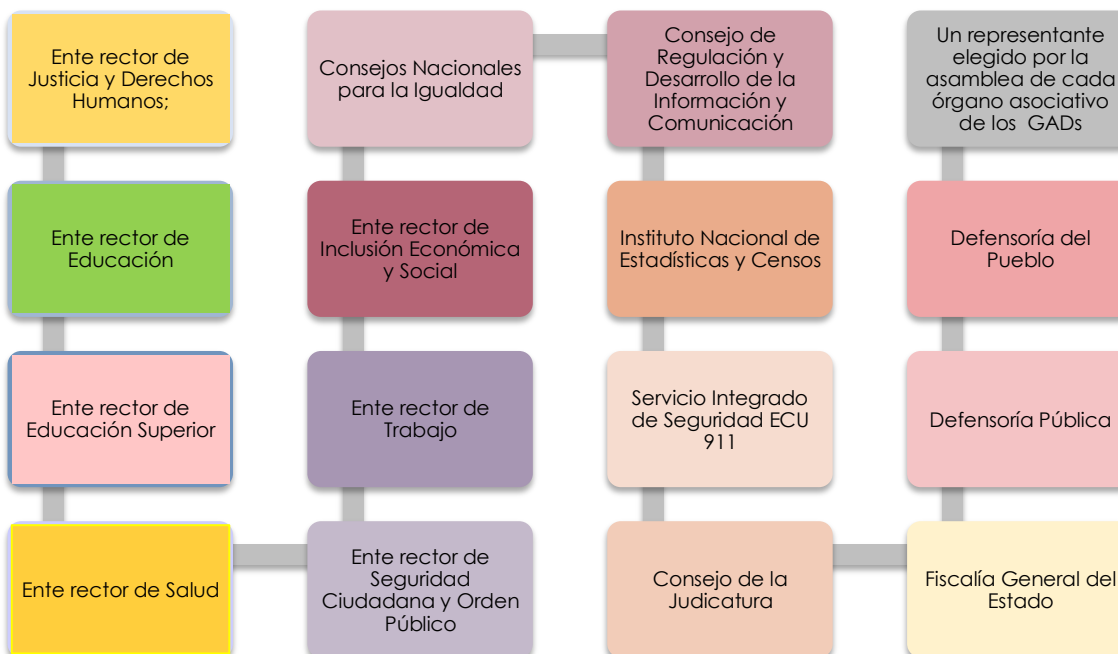 Ente rector de
Justicia y Derechos
Humanos;
Ente rector de
Educación
Ente rector de
Educación Superior
Ente rector de Salud
Ente rector de
Seguridad
Ciudadana y Orden
Público
Ente rector de
Trabajo
Ente rector de
Inclusión Económica
y Social
Consejos Nacionales
para la Igualdad
Consejo de
Regulación y
Desarrollo de la
Información y
Comunicación
Instituto Nacional de
Estadísticas y Censos
Servicio Integrado
de Seguridad ECU
911
Consejo de la
Judicatura
Fiscalía General del
Estado
Defensoría Pública
Defensoría del
Pueblo
Un representante
elegido por la
asamblea de cada
órgano asociativo
de los GADs